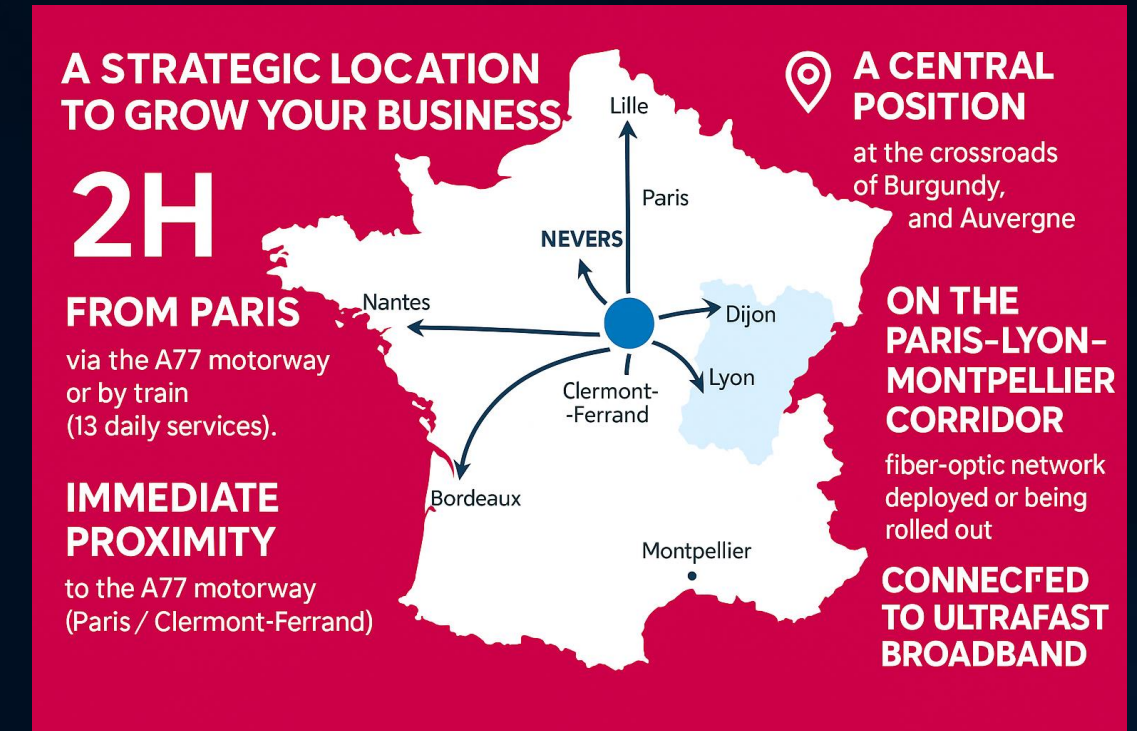 A STRATEGIC LOCATION
TO GROW YOUR BUSINESS
2H
FROM PARIS
via the A77 motorway
or by train
(13 daily services).
IMMEDIATE
PROXIMITY
to the A77 motorway
(Paris / Clermont-Ferrand)
Lille
Paris
NEVERS
Nantes
Dijon
Lyon
Clermont-
-Ferrand
Bordeaux
Montpellier
A CENTRAL
POSITION
at the crossroads
of Burgundy,
and Auvergne
ON THE
PARIS–LYON–
MONTPELLIER
CORRIDOR
fiber-optic network
deployed or being
rolled out
CONNECFED
TO ULTRAFAST
BROADBAND